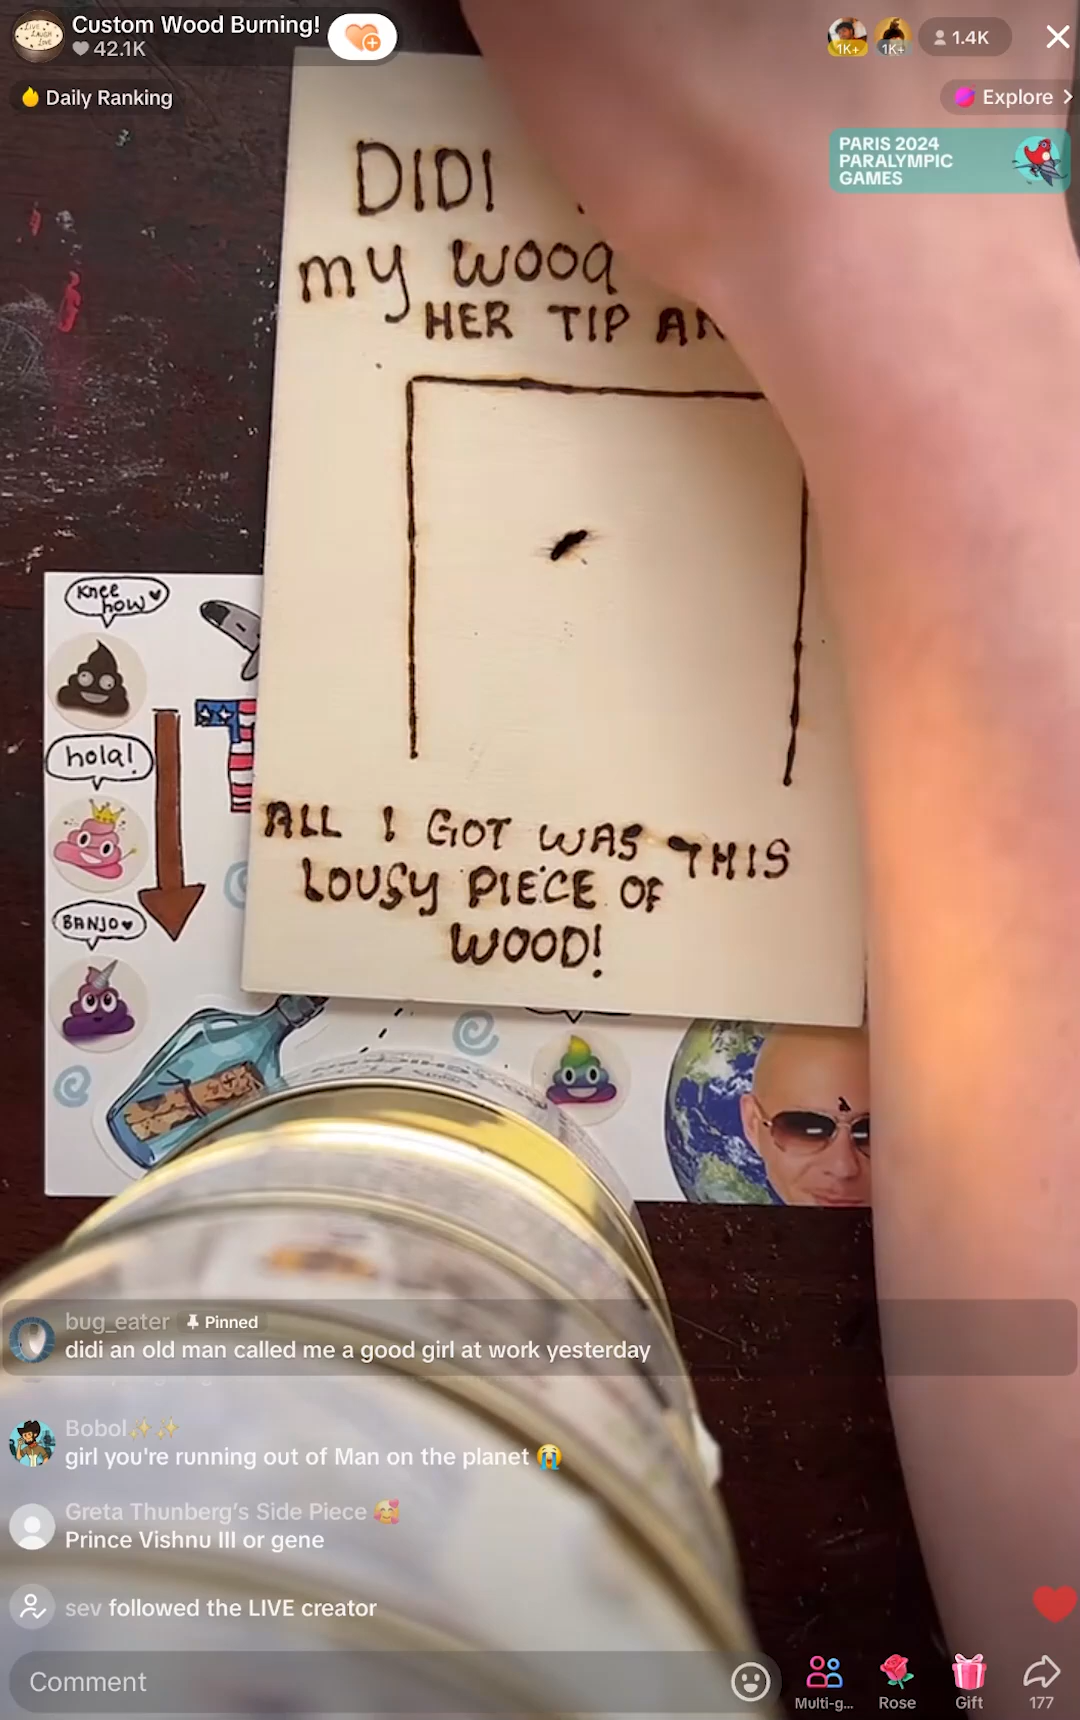 Custom Wood Burning!
42.1K
1K+
1K+
1.4K
Daily Ranking
Explore
PARIS 2024
PARALYMPIC
GAMES
DIDI
my wood
HER TIP AN
Knee
how
hola!
BANJO
ALL I GOT WAS THIS
LOUSY PIECE OF
WOOD!
bug_eater Pinned
didi an old man called me a good girl at work yesterday
Bobol✨✨
girl you're running out of Man on the planet 😭
Greta Thunberg's Side Piece 🥰
Prince Vishnu III or gene
sev followed the LIVE creator
Comment
Multi-g...
Rose
Gift
177